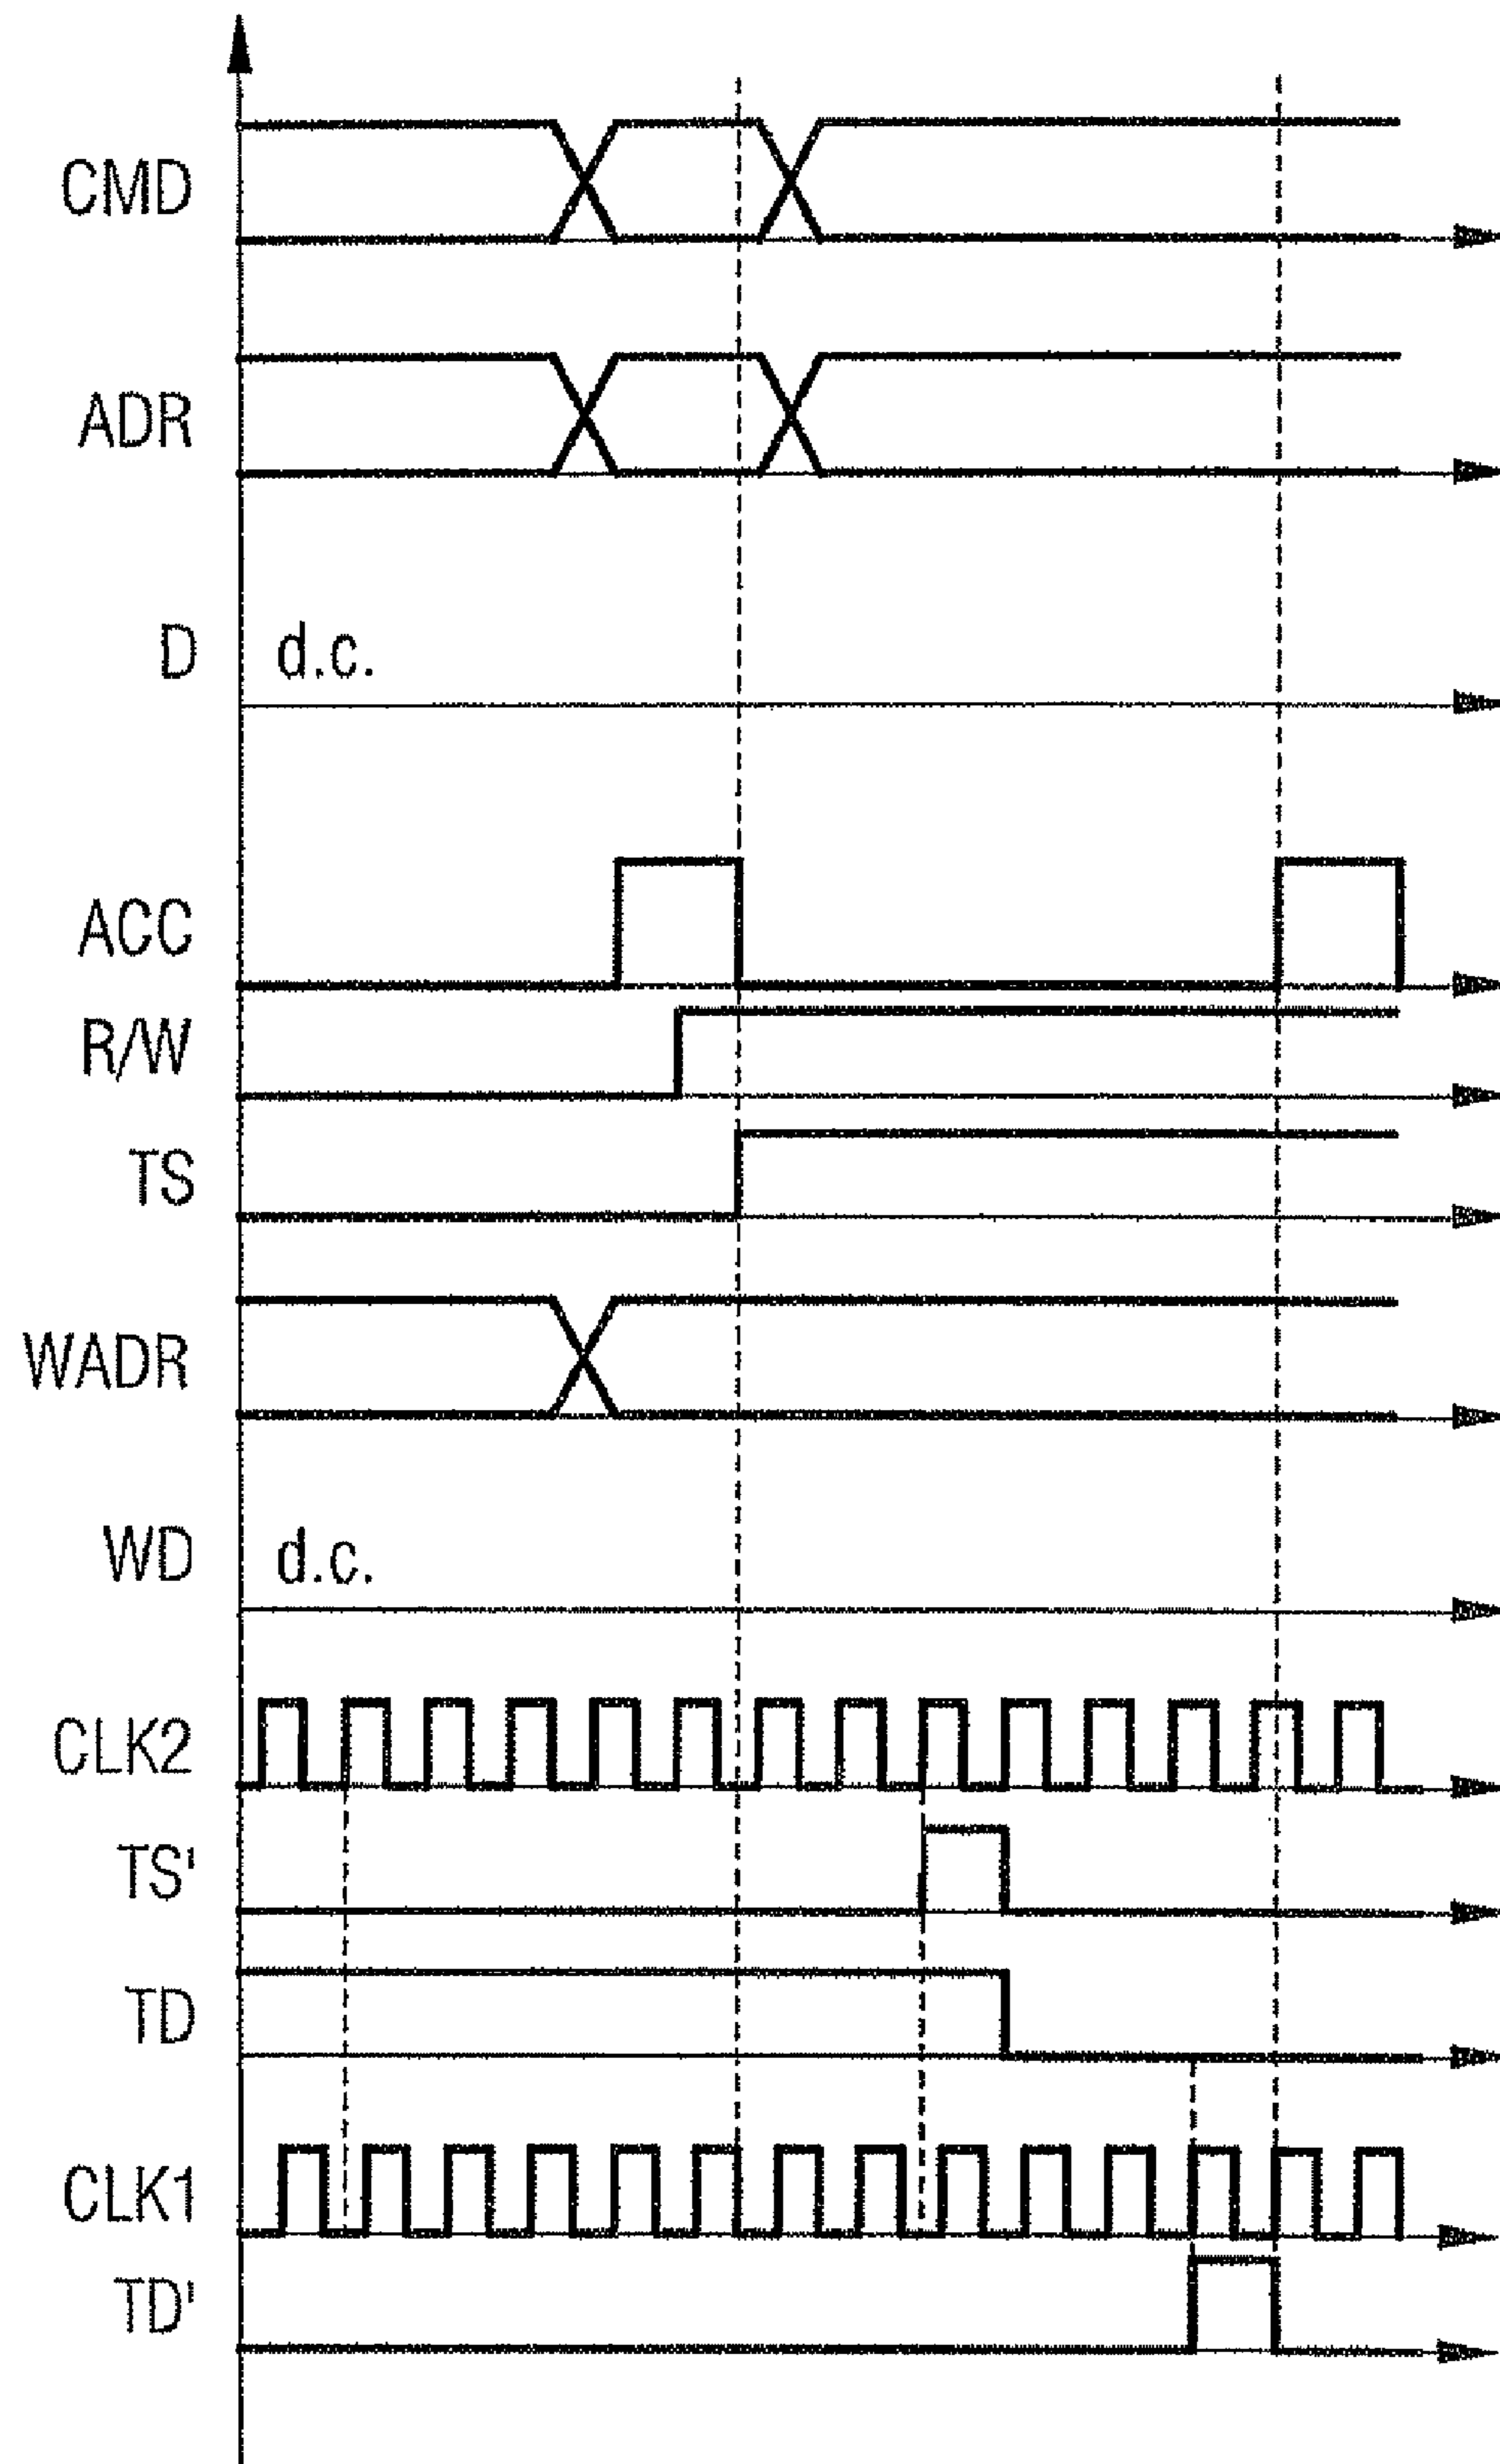 CMD
ADR
D d.c.
ACC
R/W
TS
WADR
WD d.c.
CLK2
TS'
TD
CLK1
TD'